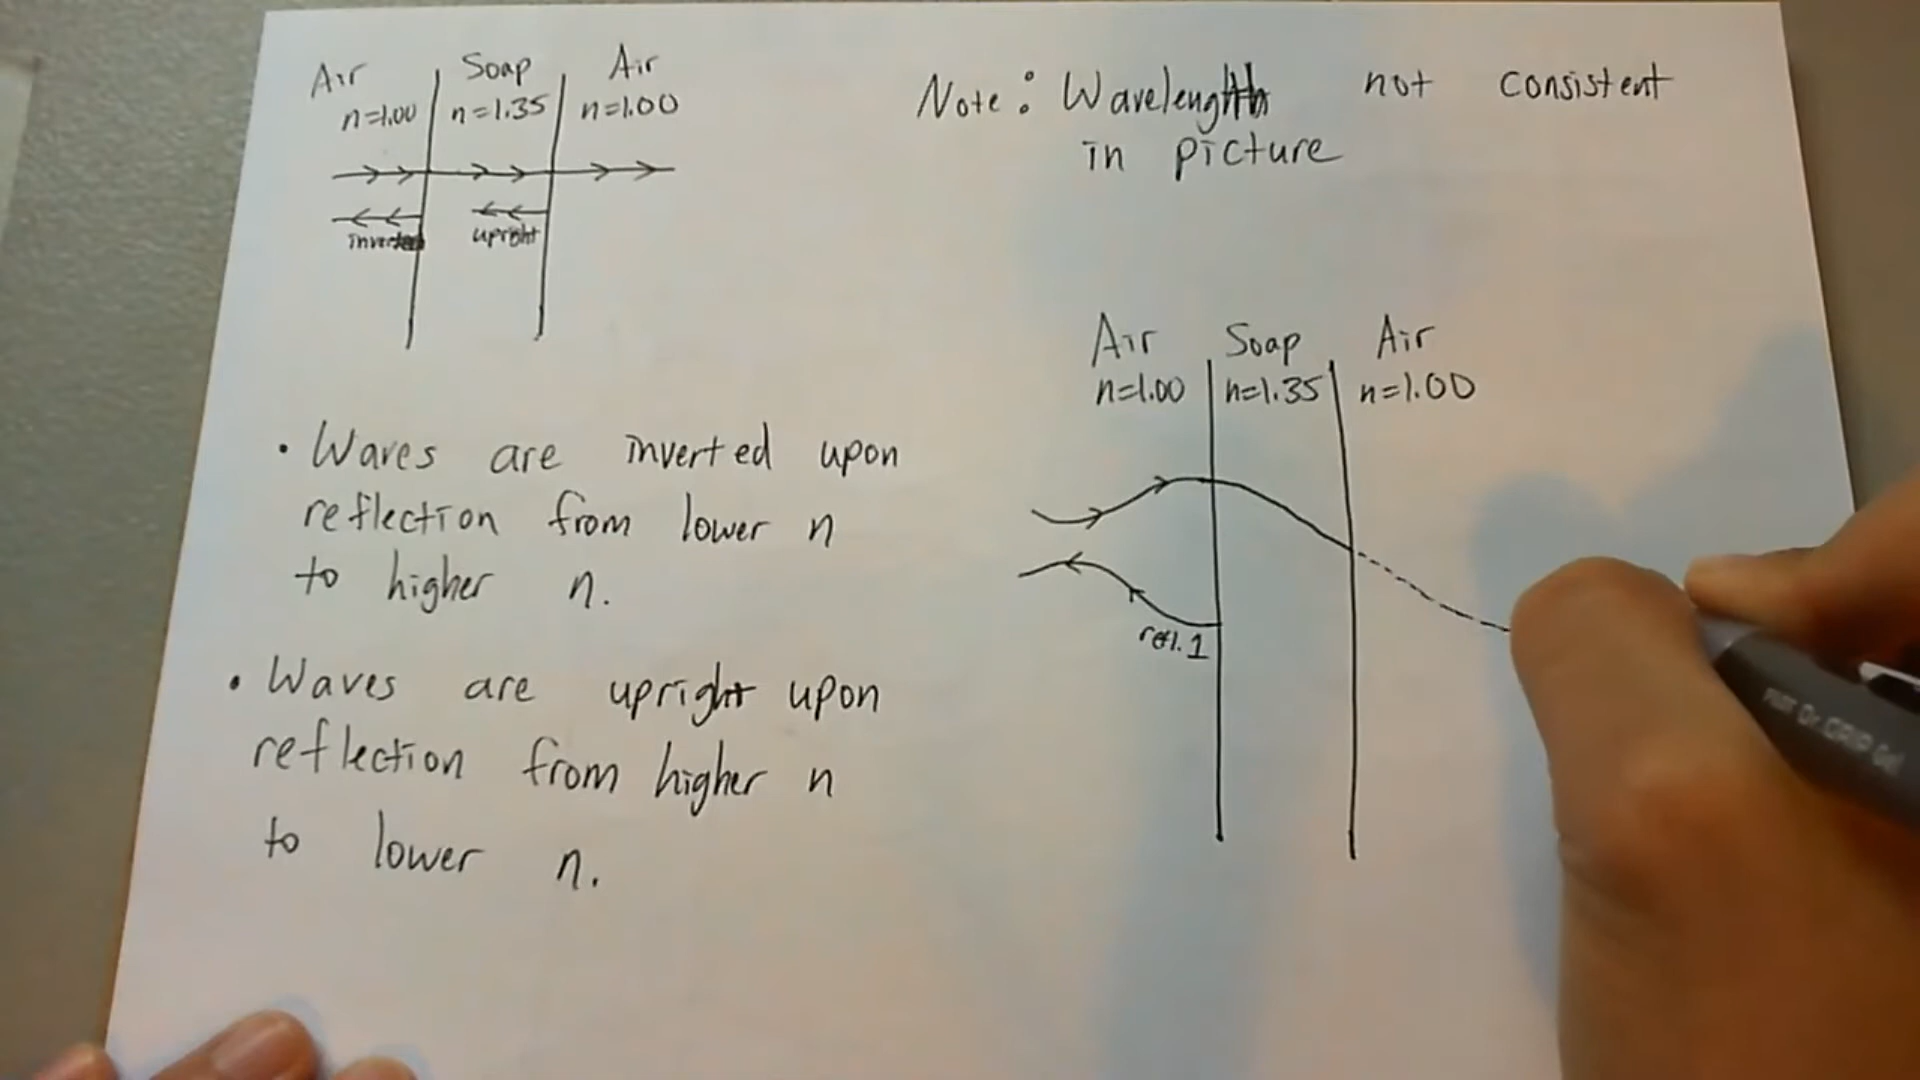 Air Soap Air
n=1.00 n=1.35 n=1.00
inverted upright
Note: Wavelength not consistent
in picture
• Waves are inverted upon
reflection from lower n
to higher n.
• Waves are upright upon
reflection from higher n
to lower n.
Air Soap Air
n=1.00 n=1.35 n=1.00
refl. 1